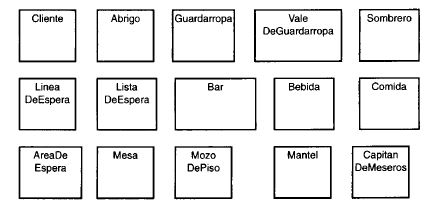 Cliente
Abrigo
Guardarropa
Vale
DeGuardarropa
Sombrero
Linea
DeEspera
Lista
DeEspera
Bar
Bebida
Comida
AreaDe
Espera
Mesa
Mozo
DePiso
Mantel
Capitan
DeMeseros